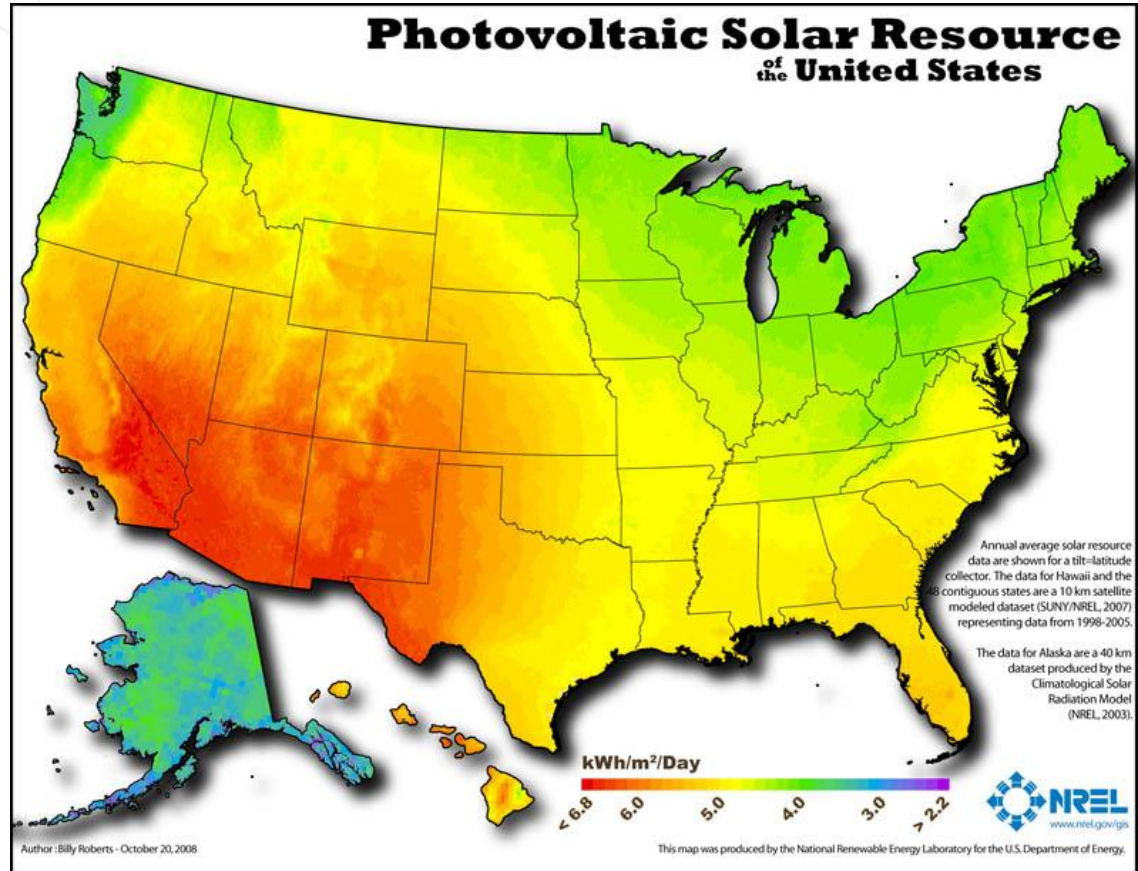 Photovoltaic Solar Resource
of the United States
Annual average solar resource
data are shown for a tilt=latitude
collector. The data for Hawaii and the
48 contiguous states are a 10 km satellite
modeled dataset (SUNY/NREL, 2007)
representing data from 1998-2005.
The data for Alaska are a 40 km
dataset produced by the
Climatological Solar
Radiation Model
(NREL, 2003).
kWh/m²/Day
< 6.8 6.0 5.0 4.0 3.0 > 2.2
NREL
www.nrel.gov/gis
Author : Billy Roberts - October 20, 2008
This map was produced by the National Renewable Energy Laboratory for the U.S. Department of Energy.